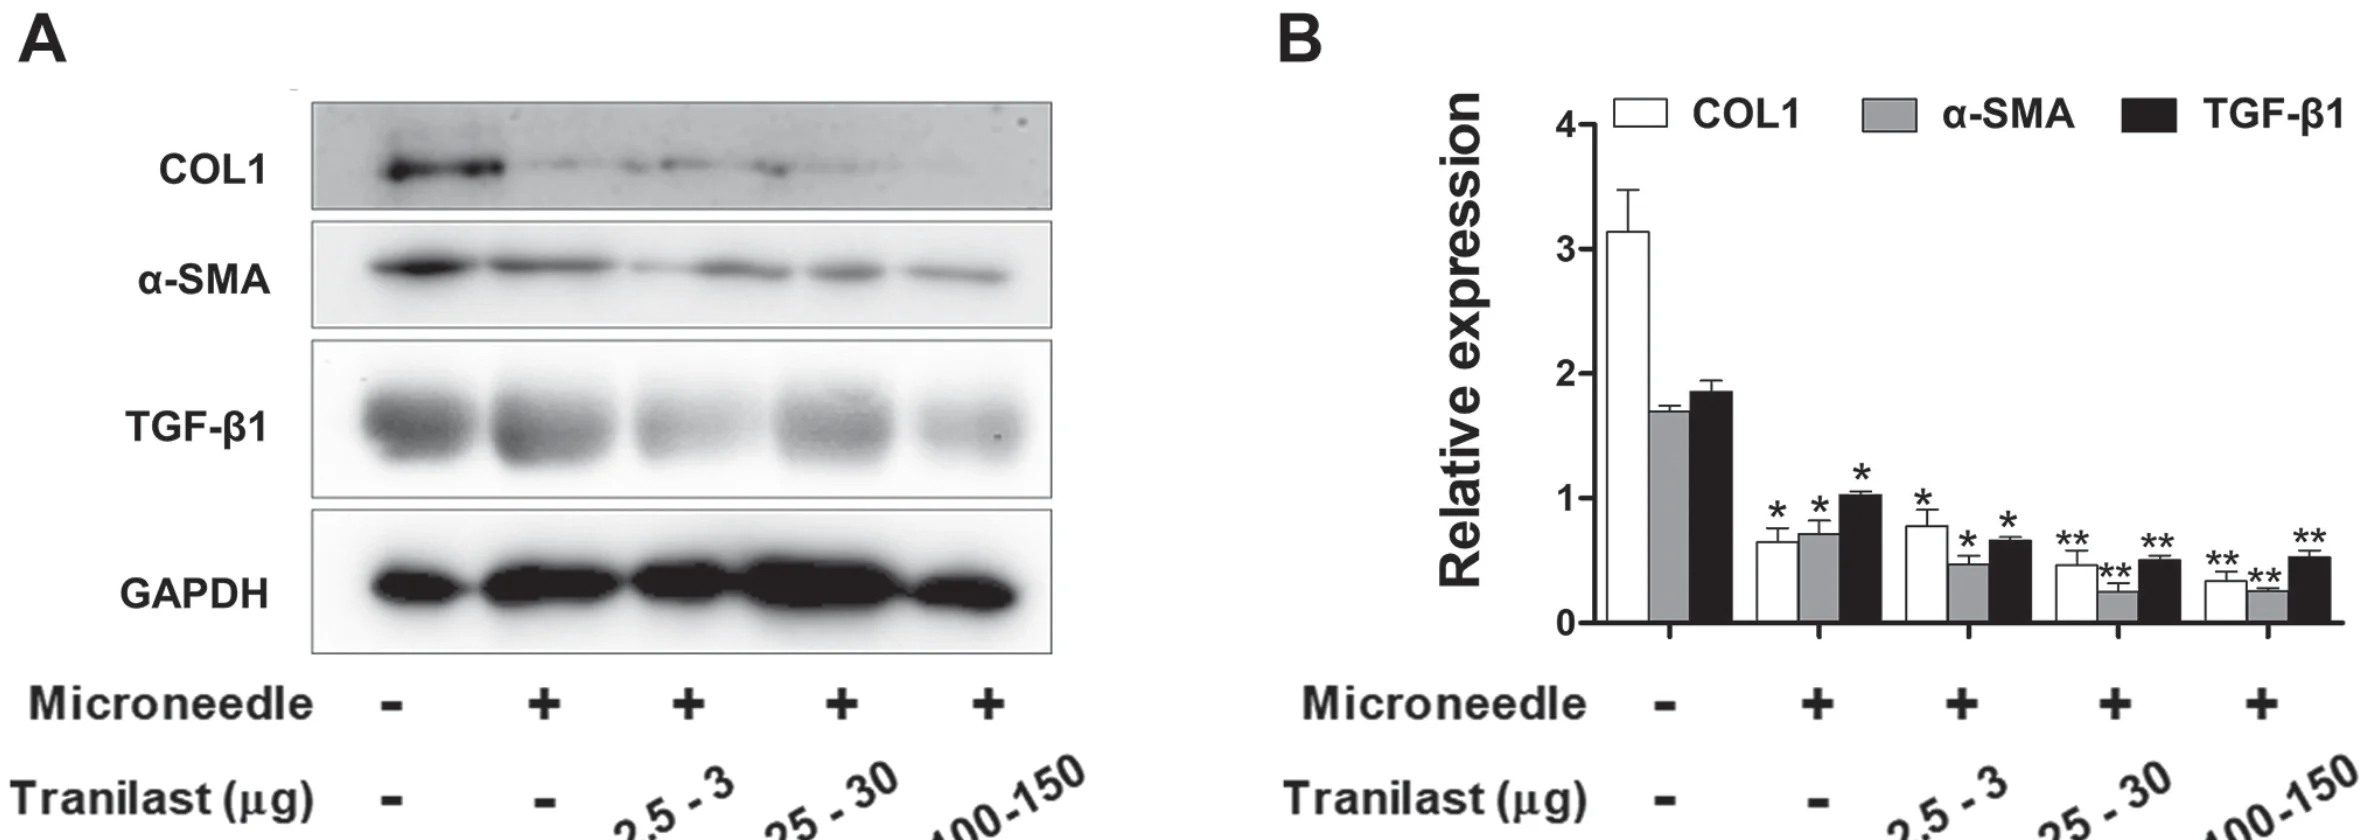 A
COL1
α-SMA
TGF-β1
GAPDH
Microneedle - + + + +
Tranilast (μg) - - 2.5 - 3 25 - 30 100-150
B
COL1 α-SMA TGF-β1
Relative expression
4
3
2
1
0
* * *
* * *
** ** **
** ** **
Microneedle - + + + +
Tranilast (μg) - - 2.5 - 3 25 - 30 100-150